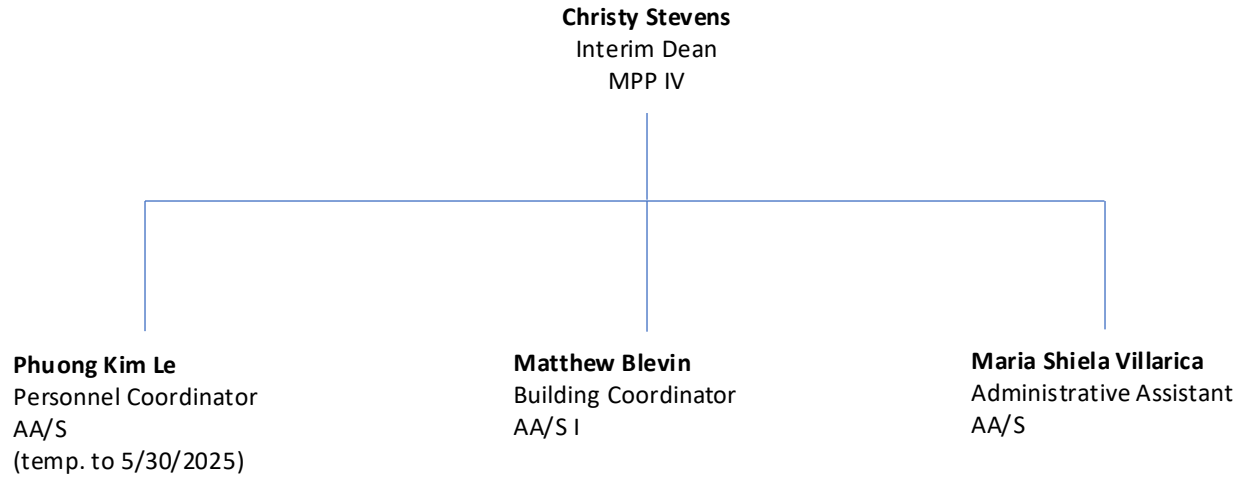 Christy Stevens
Interim Dean
MPP IV
Phuong Kim Le
Personnel Coordinator
AA/S
(temp. to 5/30/2025)
Matthew Blevin
Building Coordinator
AA/S I
Maria Shiela Villarica
Administrative Assistant
AA/S